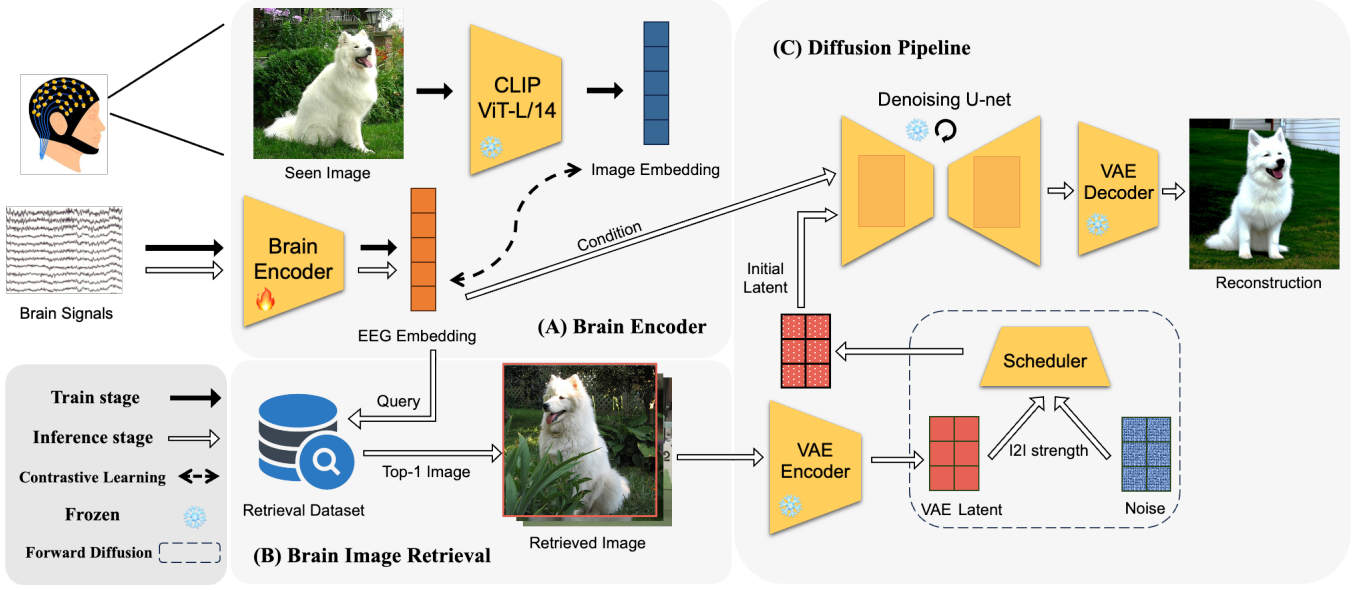 Seen Image
CLIP
ViT-L/14
Image Embedding
Brain Signals
Brain
Encoder
EEG Embedding
(A) Brain Encoder
Condition
(C) Diffusion Pipeline
Denoising U-net
VAE
Decoder
Reconstruction
Initial
Latent
Scheduler
I2I strength
VAE Latent
Noise
VAE
Encoder
Query
Top-1 Image
Retrieval Dataset
Retrieved Image
(B) Brain Image Retrieval
Train stage
Inference stage
Contrastive Learning
Frozen
Forward Diffusion